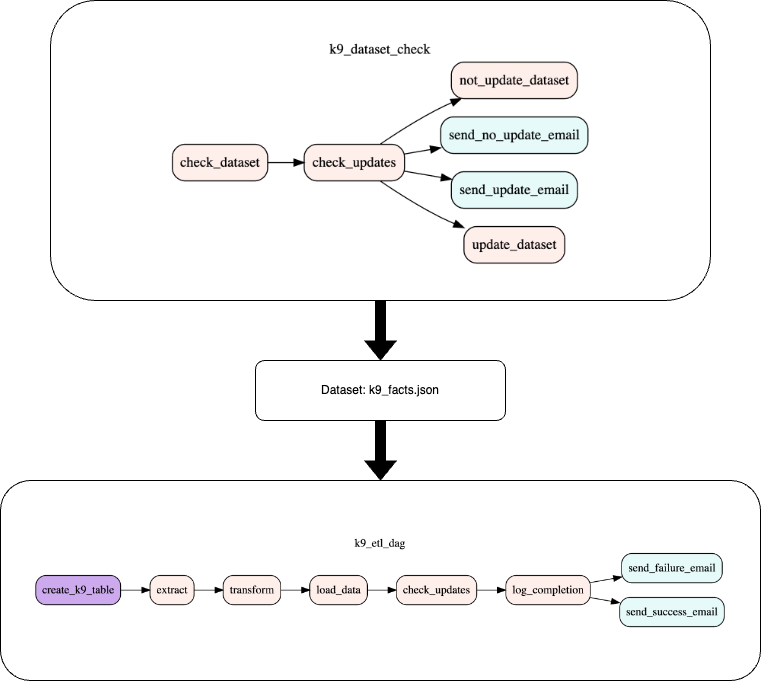 k9_dataset_check
not_update_dataset
send_no_update_email
check_dataset
check_updates
send_update_email
update_dataset
Dataset: k9_facts.json
k9_etl_dag
create_k9_table
extract
transform
load_data
check_updates
log_completion
send_failure_email
send_success_email